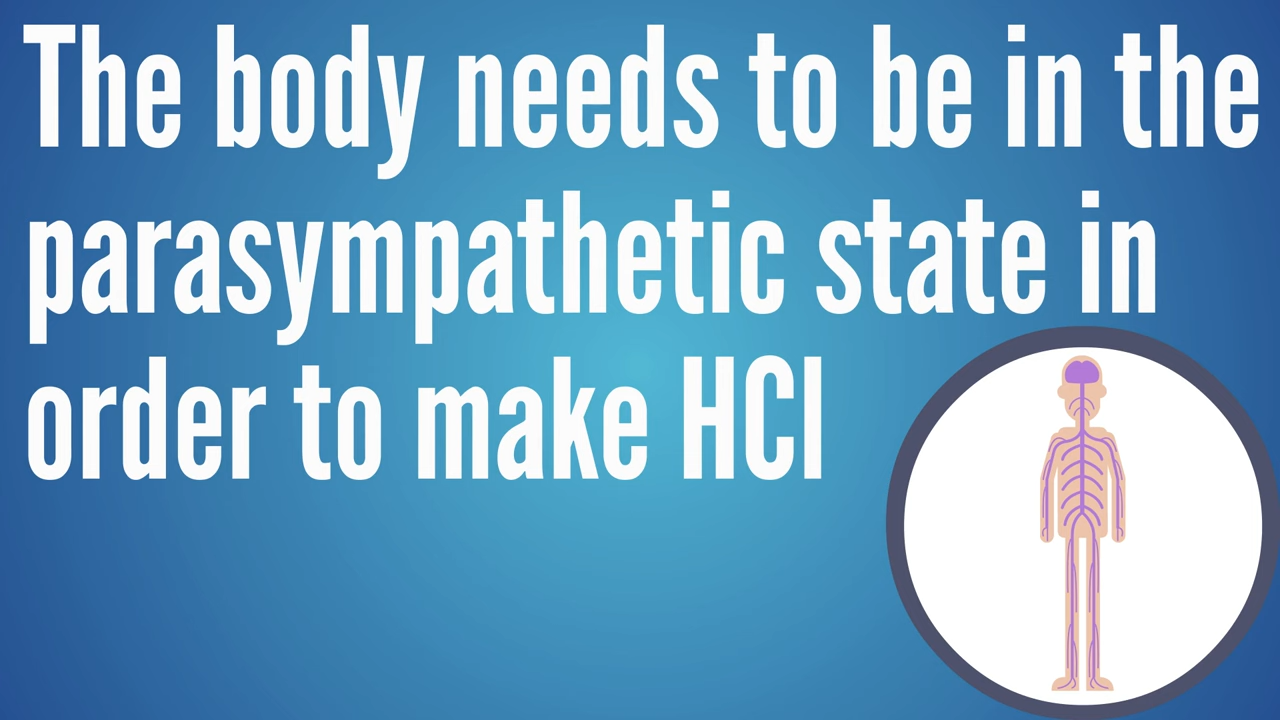 The body needs to be in the
parasympathetic state in
order to make HCl